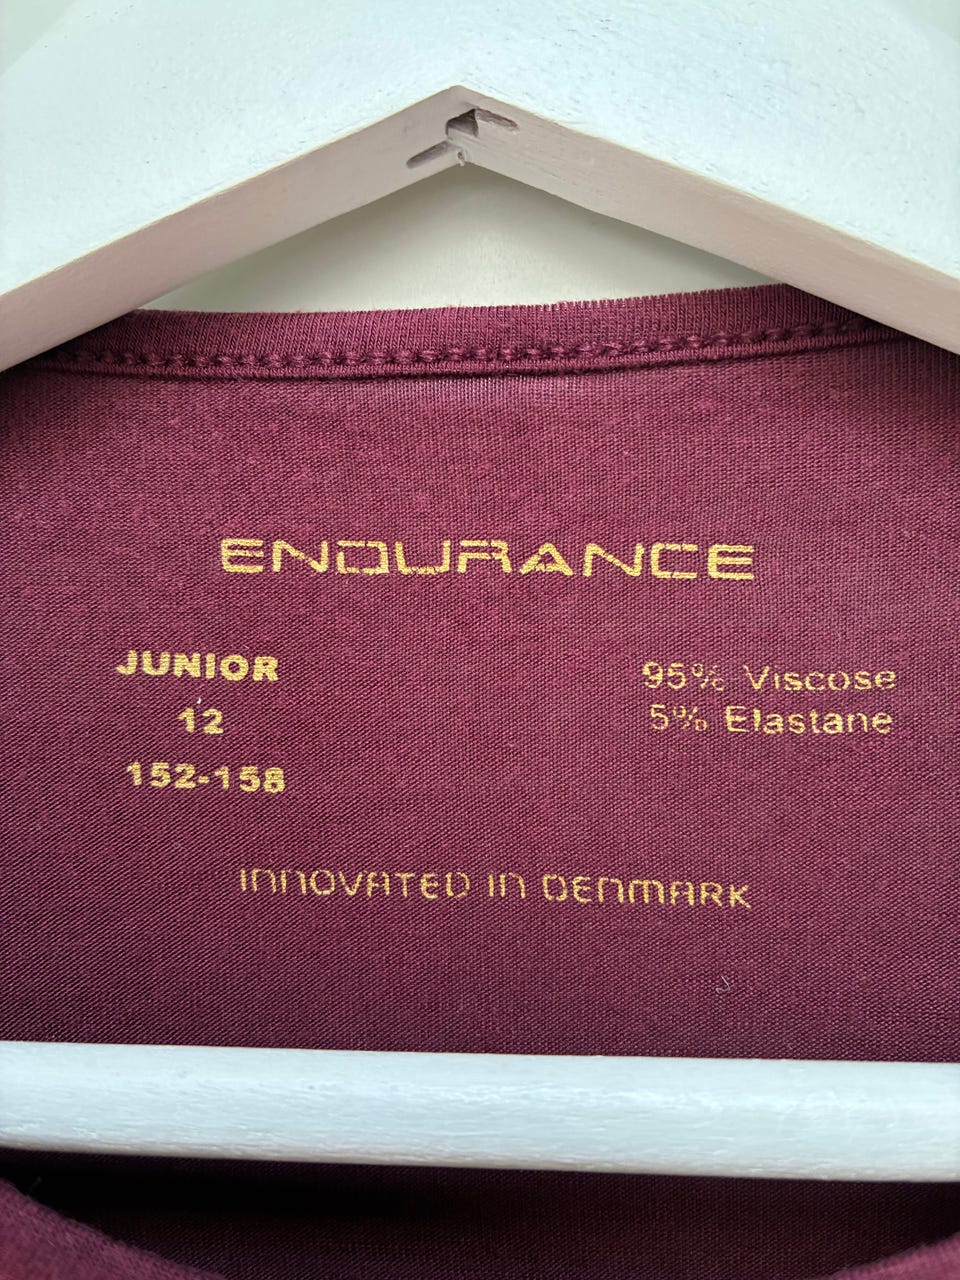 ENDURANCE
JUNIOR
12
152-158
95% Viscose
5% Elastane
INNOVATED IN DENMARK